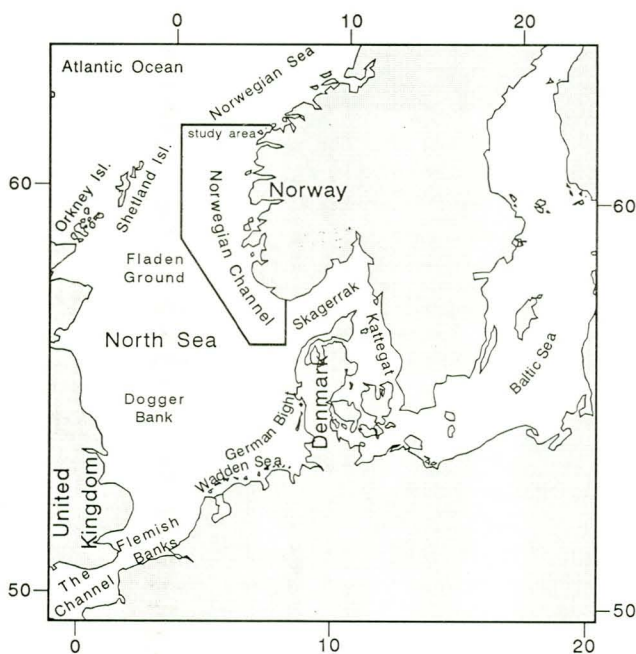 0
10
20
Atlantic Ocean
Norwegian Sea
study area
60
Orkney Isl.
Shetland Isl.
Norwegian Channel
Norway
60
Fladen
Ground
Skagerrak
North Sea
Kattegat
Baltic Sea
Dogger
Bank
Denmark
German Bight
Wadden Sea
United
Kingdom
Flemish
Banks
The
Channel
50
50
0
10
20